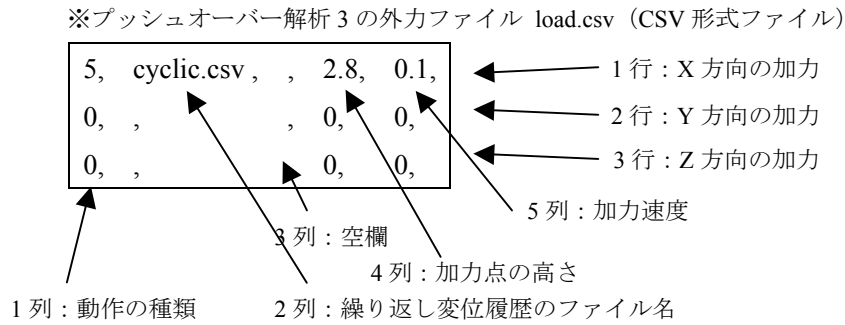 ※プッシュオーバー解析 3 の外力ファイル load.csv（CSV 形式ファイル）
5, cyclic.csv , , 2.8, 0.1,
1 行：X 方向の加力
0, , , 0, 0,
2 行：Y 方向の加力
0, , 0, 0,
3 行：Z 方向の加力
5 列：加力速度
3 列：空欄
4 列：加力点の高さ
1 列：動作の種類
2 列：繰り返し変位履歴のファイル名